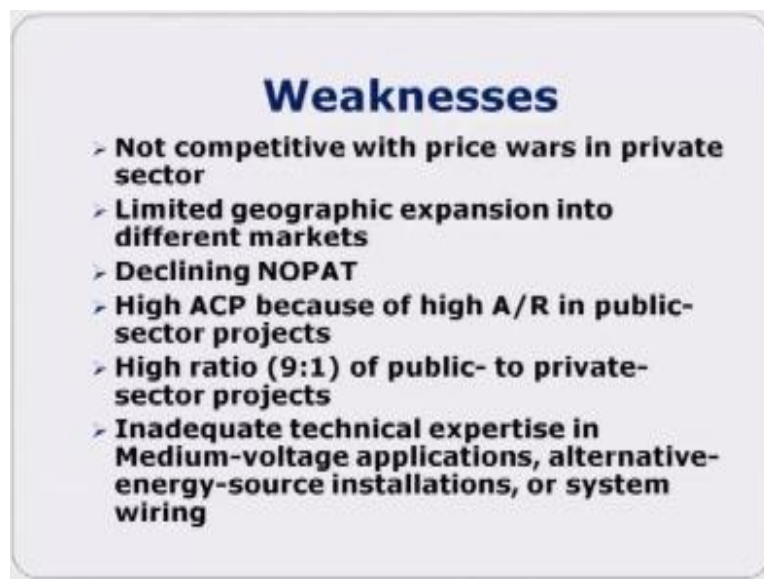 Weaknesses
Not competitive with price wars in private
sector
Limited geographic expansion into
different markets
Declining NOPAT
High ACP because of high A/R in public-
sector projects
High ratio (9:1) of public- to private-
sector projects
Inadequate technical expertise in
Medium-voltage applications, alternative-
energy-source installations, or system
wiring